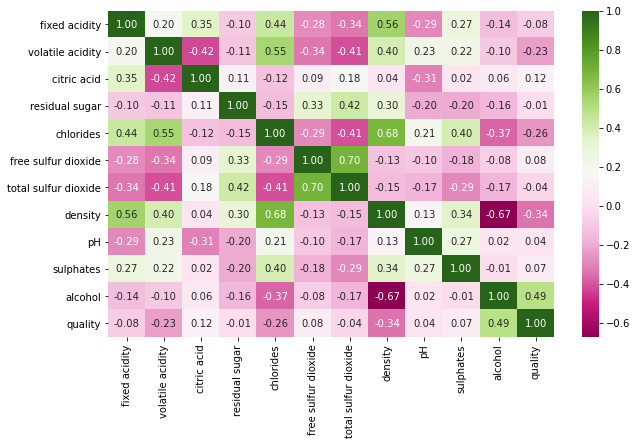 fixed acidity 1.00 0.20 0.35 -0.10 0.44 -0.28 -0.34 0.56 -0.29 0.27 -0.14 -0.08
volatile acidity 0.20 1.00 -0.42 -0.11 0.55 -0.34 -0.41 0.40 0.23 0.22 -0.10 -0.23
citric acid 0.35 -0.42 1.00 0.11 -0.12 0.09 0.18 0.04 -0.31 0.02 0.06 0.12
residual sugar -0.10 -0.11 0.11 1.00 -0.15 0.33 0.42 0.30 -0.20 -0.20 -0.16 -0.01
chlorides 0.44 0.55 -0.12 -0.15 1.00 -0.29 -0.41 0.68 0.21 0.40 -0.37 -0.26
free sulfur dioxide -0.28 -0.34 0.09 0.33 -0.29 1.00 0.70 -0.13 -0.10 -0.18 -0.08 0.08
total sulfur dioxide -0.34 -0.41 0.18 0.42 -0.41 0.70 1.00 -0.15 -0.17 -0.29 -0.17 -0.04
density 0.56 0.40 0.04 0.30 0.68 -0.13 -0.15 1.00 0.13 0.34 -0.67 -0.34
pH -0.29 0.23 -0.31 -0.20 0.21 -0.10 -0.17 0.13 1.00 0.27 0.02 0.04
sulphates 0.27 0.22 0.02 -0.20 0.40 -0.18 -0.29 0.34 0.27 1.00 -0.01 0.07
alcohol -0.14 -0.10 0.06 -0.16 -0.37 -0.08 -0.17 -0.67 0.02 -0.01 1.00 0.49
quality -0.08 -0.23 0.12 -0.01 -0.26 0.08 -0.04 -0.34 0.04 0.07 0.49 1.00
fixed acidity
volatile acidity
citric acid
residual sugar
chlorides
free sulfur dioxide
total sulfur dioxide
density
pH
sulphates
alcohol
quality
1.0
0.8
0.6
0.4
0.2
0.0
−0.2
−0.4
−0.6